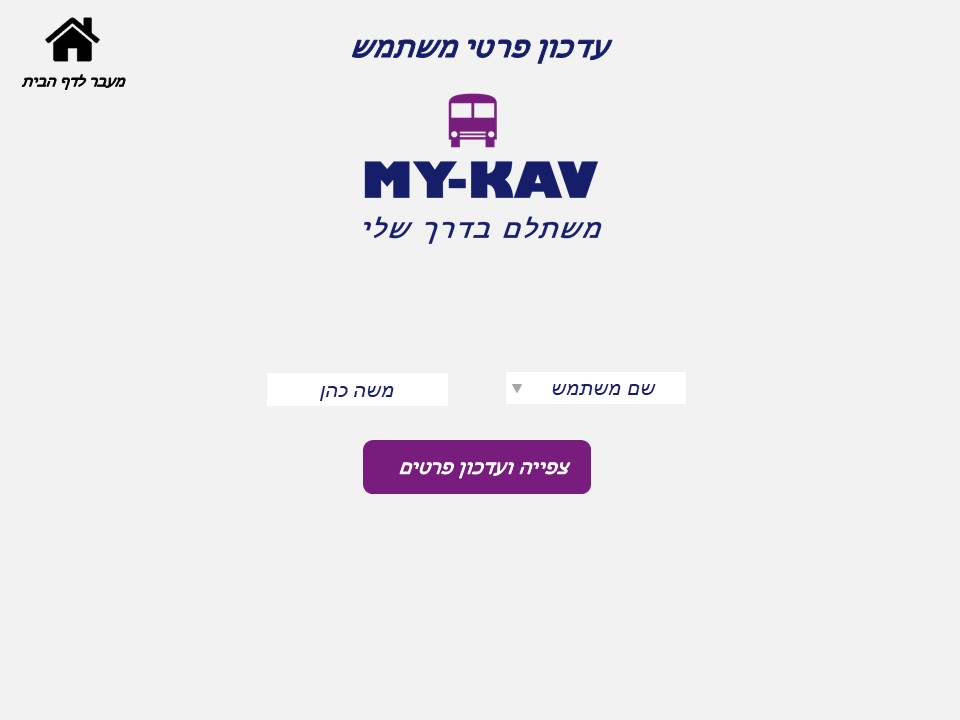 עדכון פרטי משתמש
מעבר לדף הבית
MY-KAV
משתלם בדרך שלי
שם משתמש
משה כהן
צפייה ועדכון פרטים